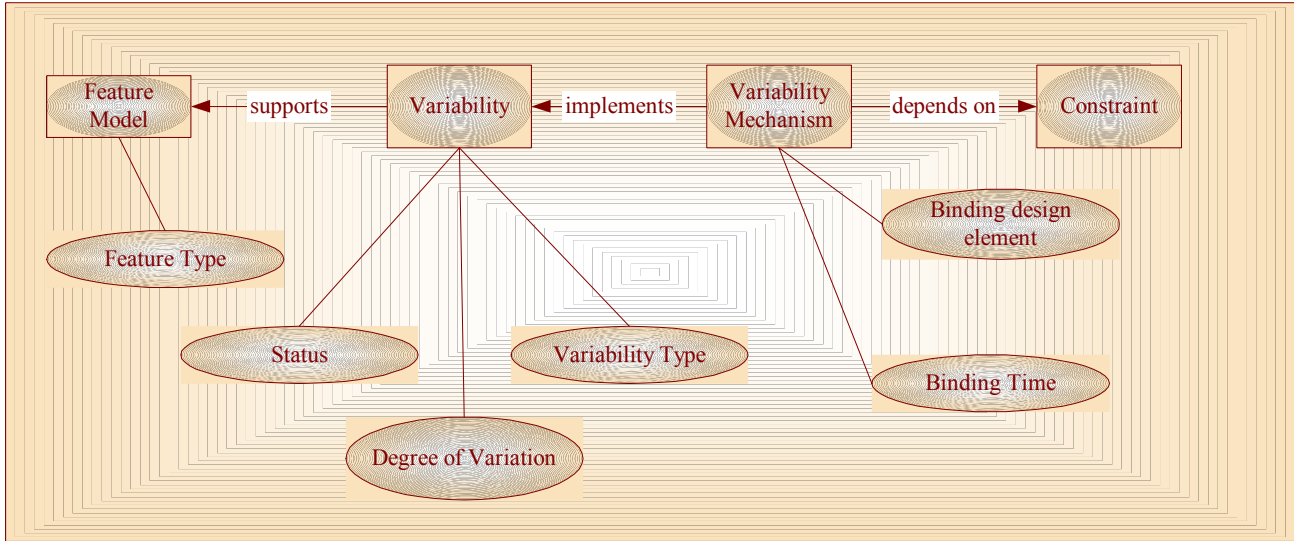 Feature
Model
supports
Variability
implements
Variability
Mechanism
depends on
Constraint
Binding design
element
Feature Type
Status
Variability Type
Binding Time
Degree of Variation